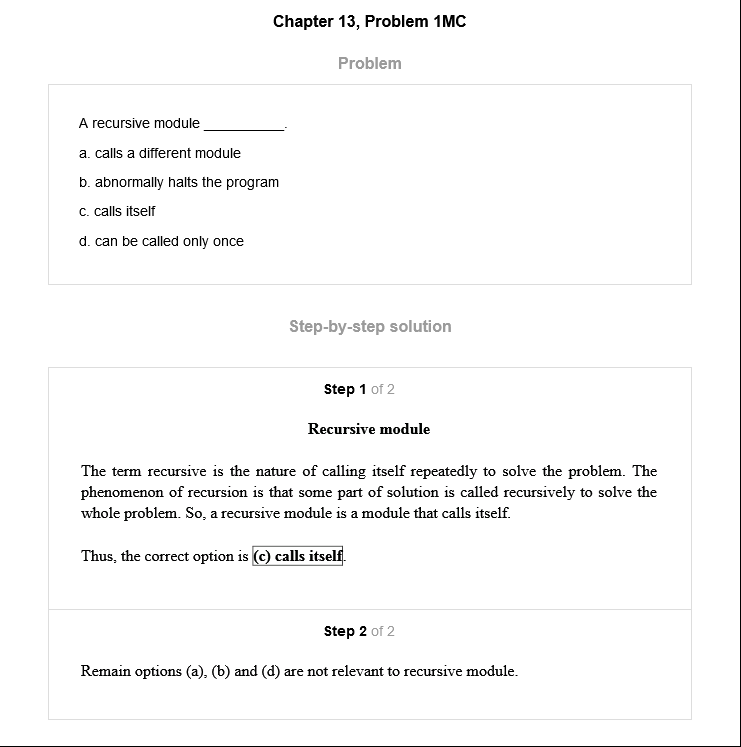 Chapter 13, Problem 1MC
Problem
A recursive module ___________.
a. calls a different module
b. abnormally halts the program
c. calls itself
d. can be called only once
Step-by-step solution
Step 1 of 2
Recursive module
The term recursive is the nature of calling itself repeatedly to solve the problem. The
phenomenon of recursion is that some part of solution is called recursively to solve the
whole problem. So, a recursive module is a module that calls itself.
Thus, the correct option is (c) calls itself.
Step 2 of 2
Remain options (a), (b) and (d) are not relevant to recursive module.